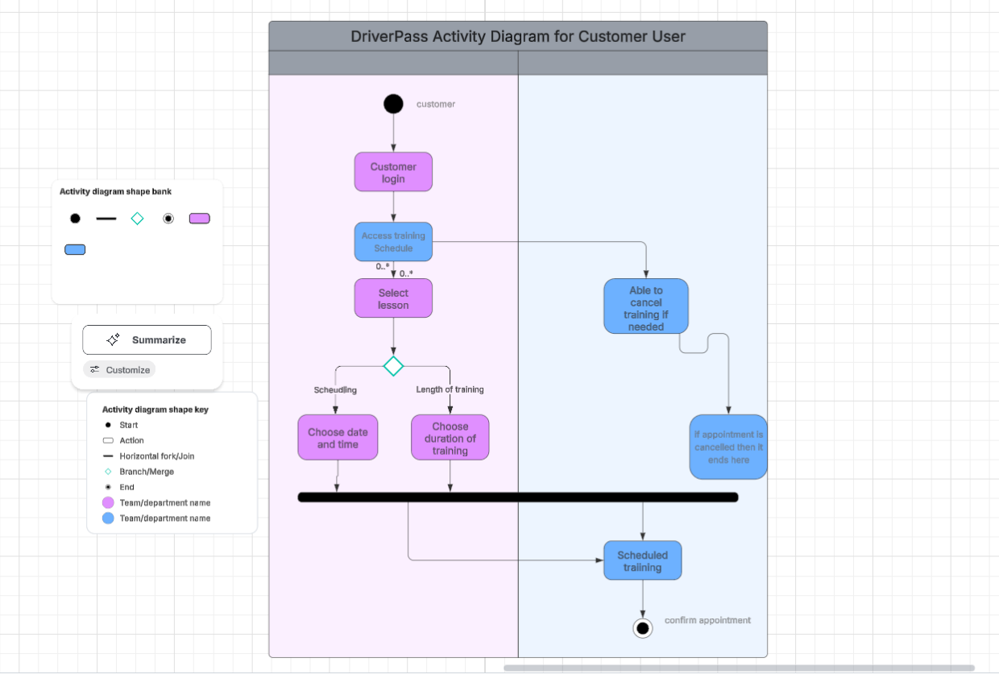 DriverPass Activity Diagram for Customer User
customer
Customer
login
Access training
Schedule
0..*
0..*
Select
lesson
Able to
cancel
training if
needed
Scheudling
Length of training
Choose date
and time
Choose
duration of
training
if appointment is
cancelled then it
ends here
Scheduled
traiining
confirm appointment
Activity diagram shape bank
Summarize
Customize
Activity diagram shape key
Start
Action
Horizontal fork/Join
Branch/Merge
End
Team/department name
Team/department name